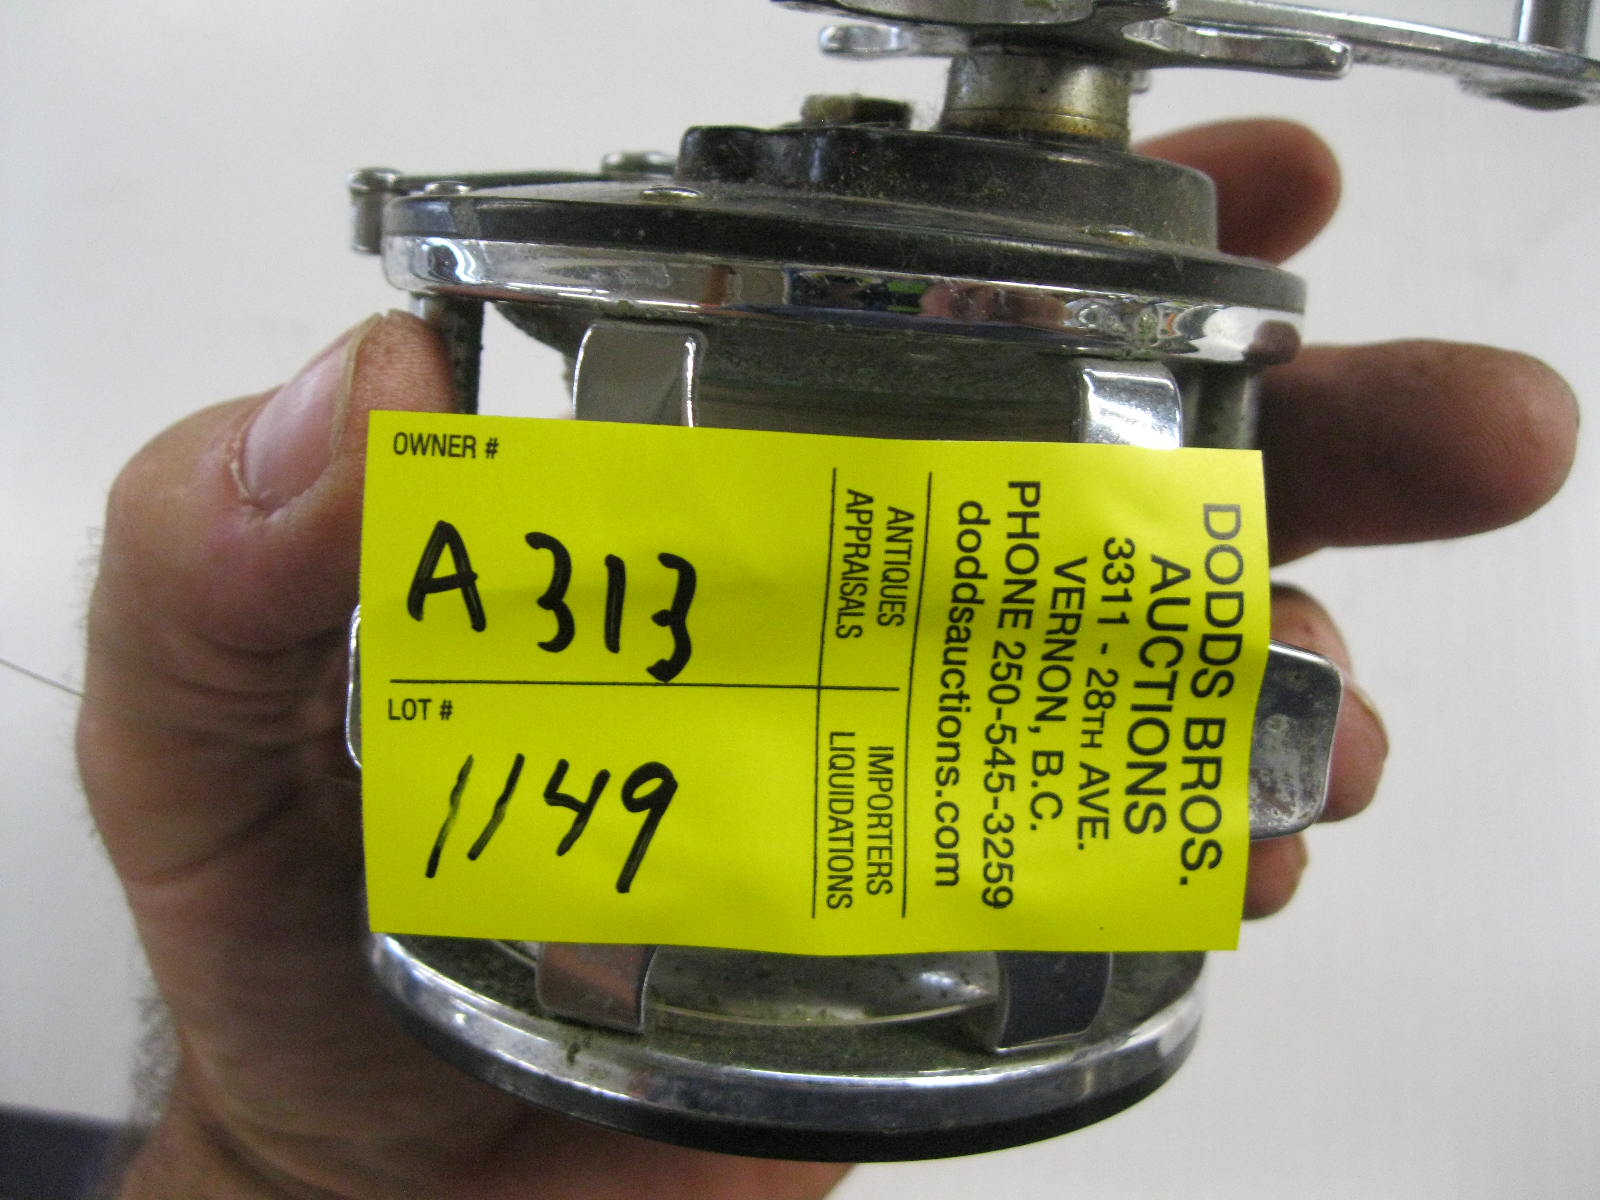 OWNER #
A 313
LOT #
1149
ANTIQUES
APPRAISALS
IMPORTERS
LIQUIDATIONS
DODDS BROS.
AUCTIONS
3311 - 28TH AVE.
VERNON, B.C.
PHONE 250-545-3259
doddsauctions.com